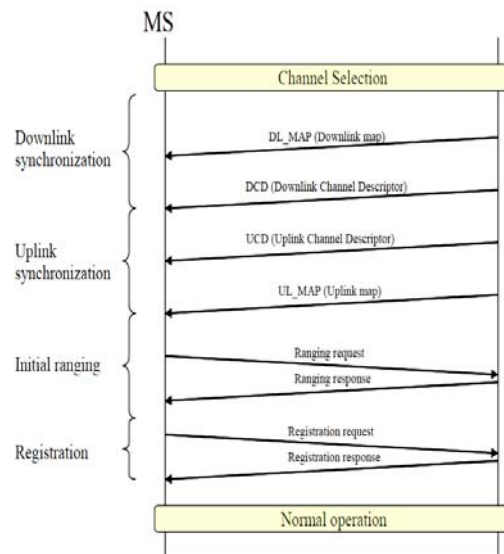 MS
Channel Selection
Downlink
synchronization
DL_MAP (Downlink map)
DCD (Downlink Channel Descriptor)
Uplink
synchronization
UCD (Uplink Channel Descriptor)
UL_MAP (Uplink map)
Initial ranging
Ranging request
Ranging response
Registration
Registration request
Registration response
Normal operation